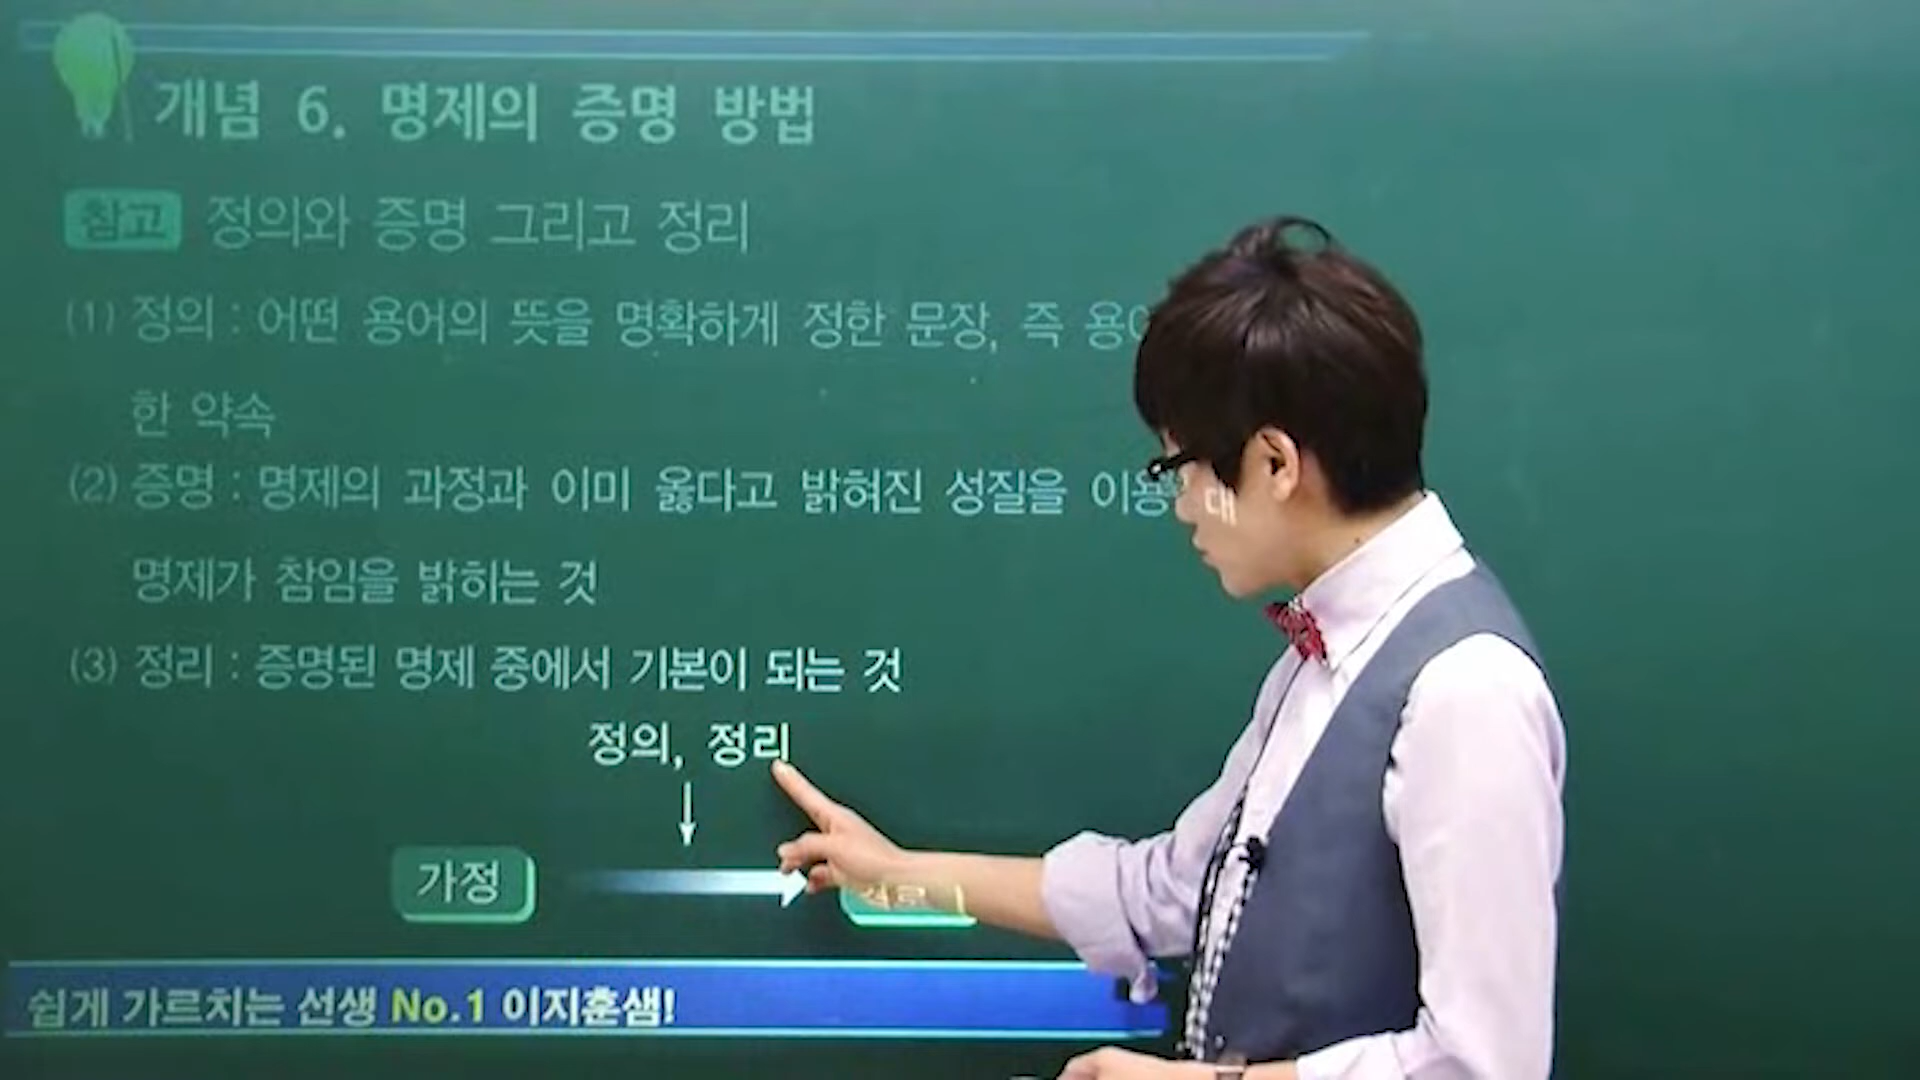 개념 6. 명제의 증명 방법
참고 정의와 증명 그리고 정리
(1) 정의 : 어떤 용어의 뜻을 명확하게 정한 문장, 즉
한 약속
(2) 증명 : 명제의 과정과 이미 옳다고 밝혀진 성질을
명제가 참임을 밝히는 것
(3) 정리 : 증명된 명제 중에서 기본이 되는 것
정의, 정리
가정
쉽게 가르치는 선생 No.1 이지훈샘!